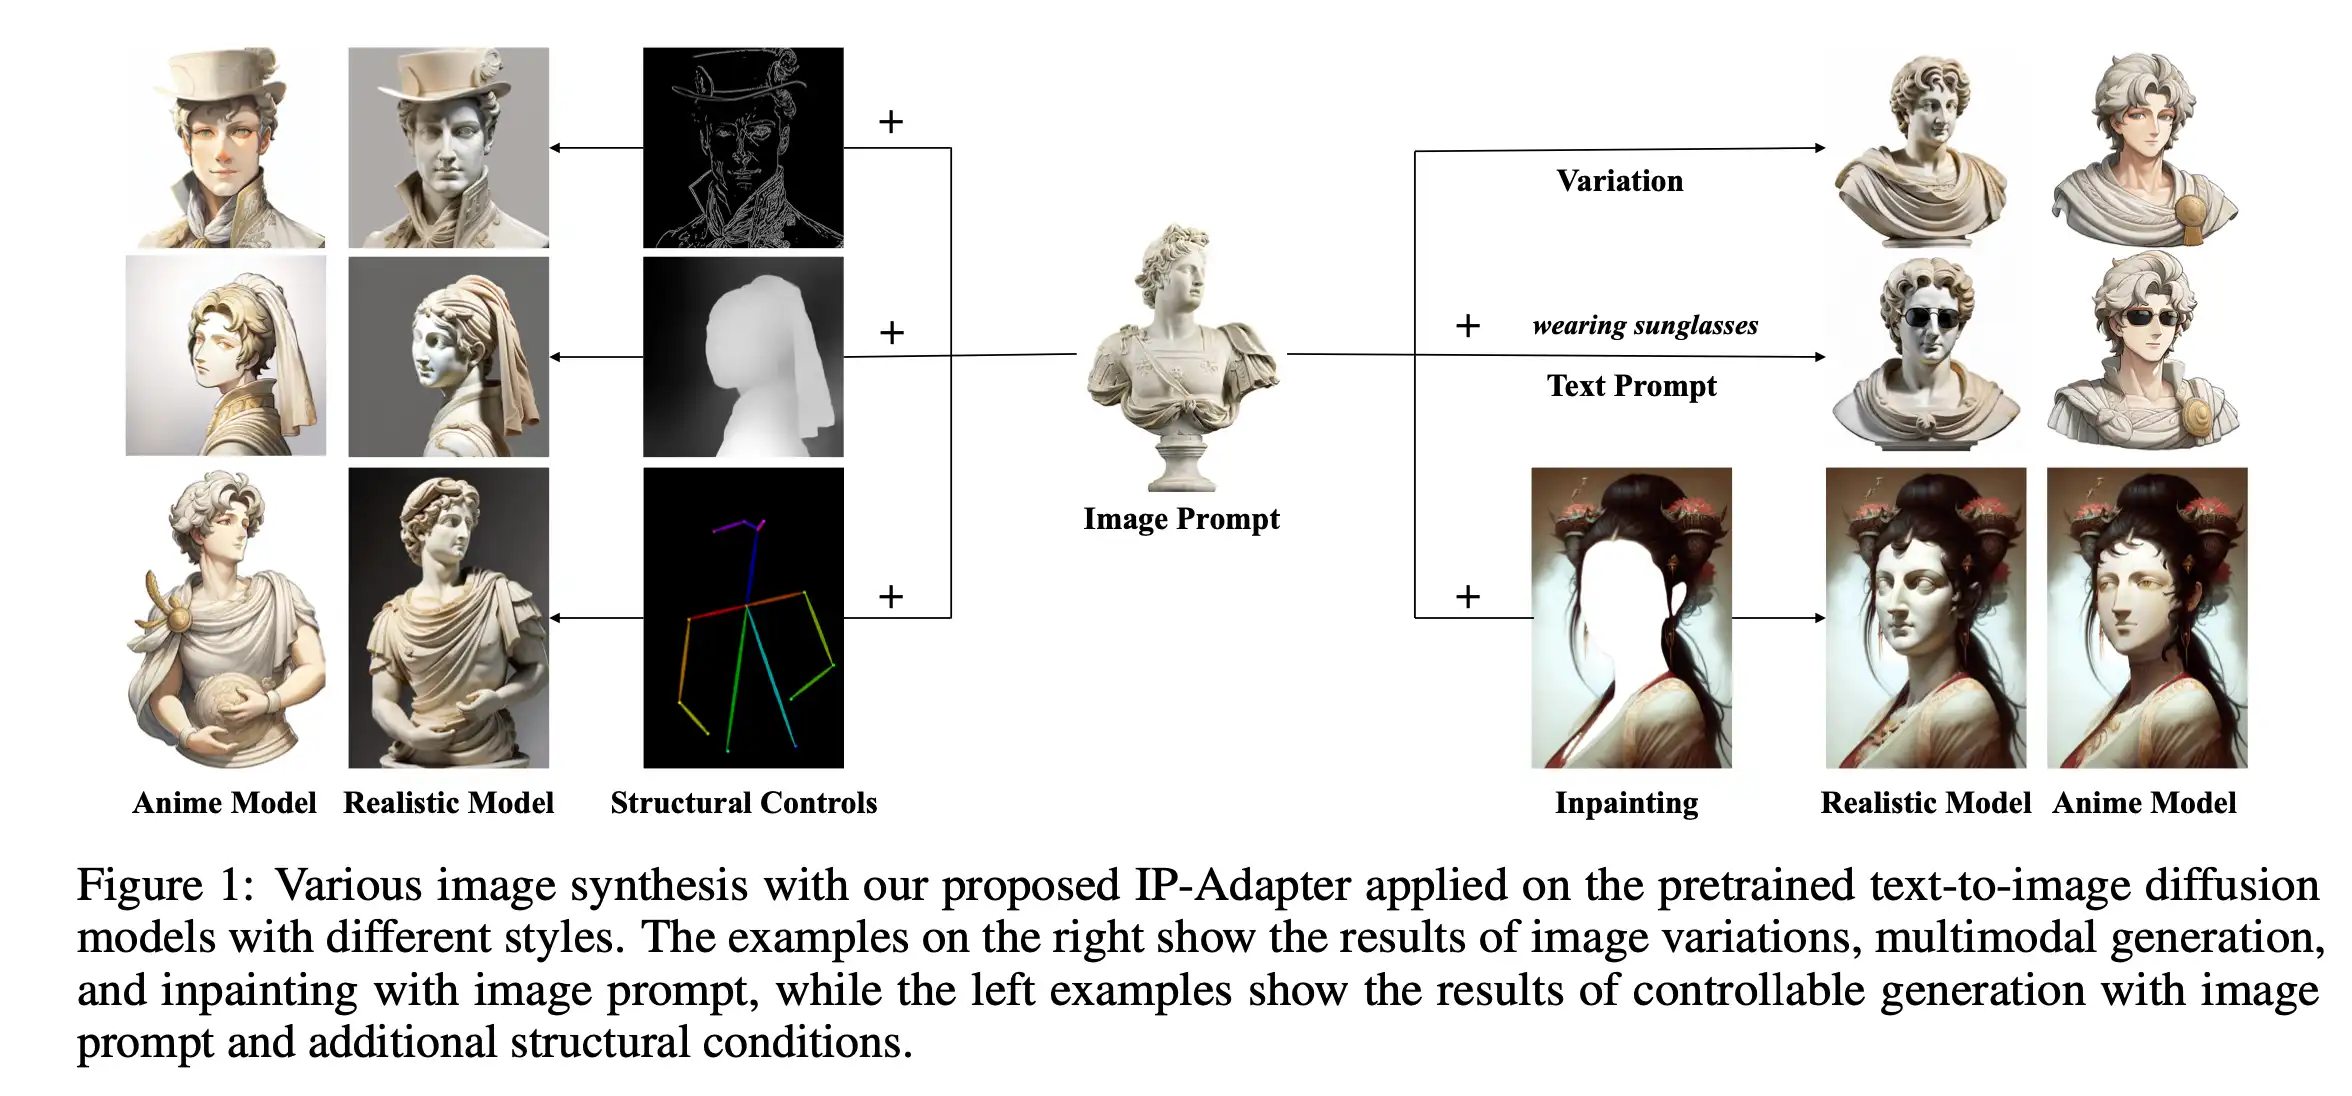 +
+
+
Variation
+
wearing sunglasses
Text Prompt
+
Image Prompt
Anime Model
Realistic Model
Structural Controls
Inpainting
Realistic Model
Anime Model
Figure 1: Various image synthesis with our proposed IP-Adapter applied on the pretrained text-to-image diffusion
models with different styles. The examples on the right show the results of image variations, multimodal generation,
and inpainting with image prompt, while the left examples show the results of controllable generation with image
prompt and additional structural conditions.